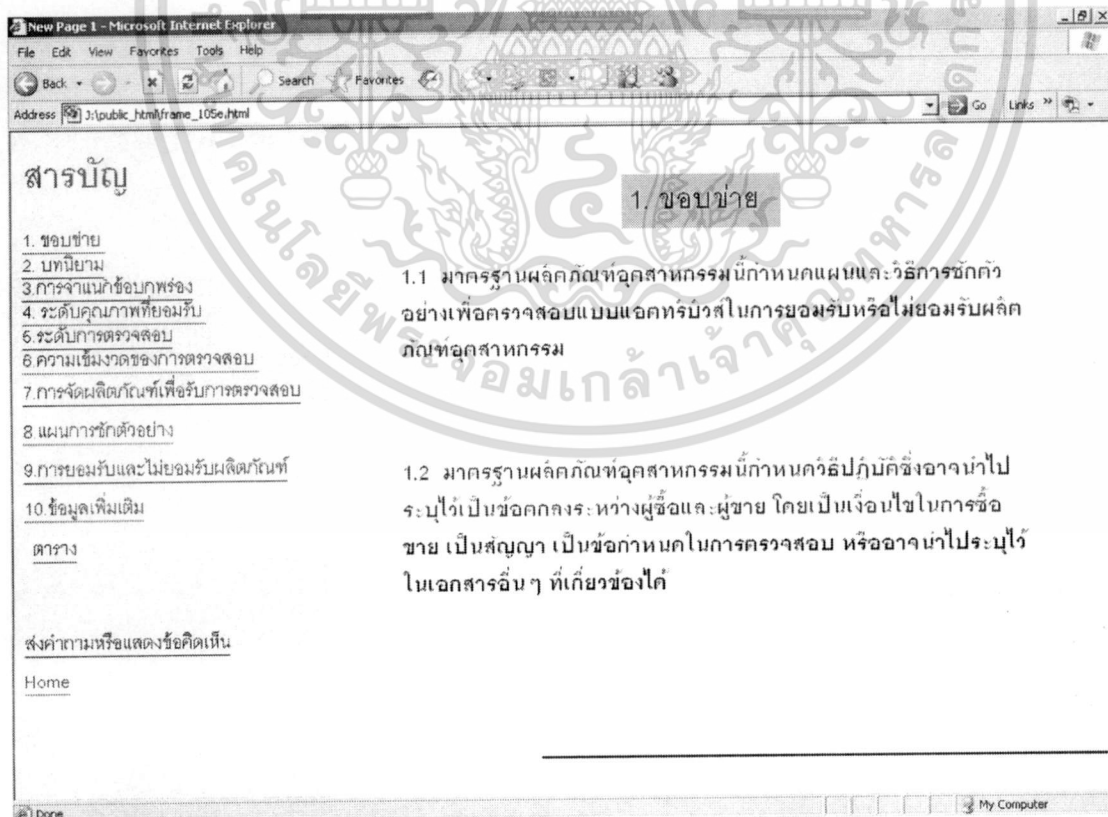 New Page 1 - Microsoft Internet Explorer
File Edit View Favorites Tools Help
Back Search Favorites
Address J:\public_html\frame_105e.html Go Links »
สารบัญ
1. ขอบข่าย
2. บทนิยาม
3.การจำแนกข้อบกพร่อง
4. ระดับคุณภาพที่ยอมรับ
5.ระดับการตรวจสอบ
6.ความเข้มงวดของการตรวจสอบ
7.การจัดผลิตภัณฑ์เพื่อรับการตรวจสอบ
8.แผนการชักตัวอย่าง
9.การยอมรับและไม่ยอมรับผลิตภัณฑ์
10.ข้อมูลเพิ่มเติม
ตาราง
ส่งคำถามหรือแสดงข้อคิดเห็น
Home
1. ขอบข่าย
1.1 มาตรฐานผลิตภัณฑ์อุตสาหกรรมนี้กำหนดแผนและวิธีการชักตัว
อย่างเพื่อตรวจสอบแบบแอตทริบิวส์ในการยอมรับหรือไม่ยอมรับผลิต
ภัณฑ์อุตสาหกรรม
1.2 มาตรฐานผลิตภัณฑ์อุตสาหกรรมนี้กำหนดวิธีปฏิบัติซึ่งอาจนำไป
ระบุไว้เป็นข้อตกลงระหว่างผู้ซื้อและผู้ขาย โดยเป็นเงื่อนไขในการซื้อ
ขาย เป็นสัญญา เป็นข้อกำหนดในการตรวจสอบ หรืออาจนำไประบุไว้
ในเอกสารอื่น ๆ ที่เกี่ยวข้องได้
Done
My Computer